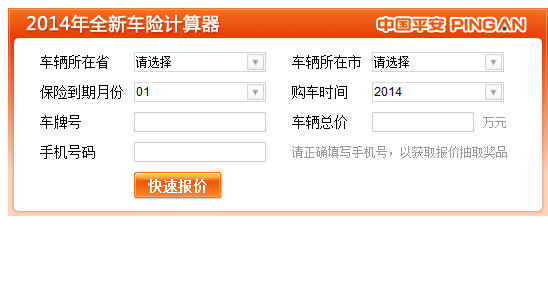 2014年全新车险计算器 中国平安 PINGAN
车辆所在省 请选择 车辆所在市 请选择
保险到期月份 01 购车时间 2014
车牌号 车辆总价 万元
手机号码 请正确填写手机号，以获取报价抽取奖品
快速报价